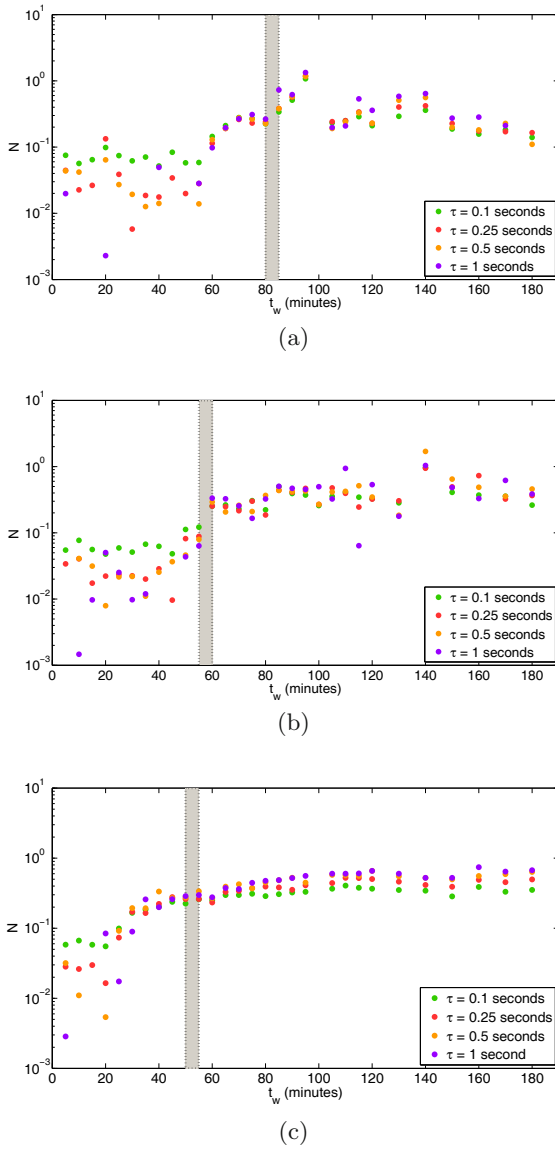 10^1
10^0
10^-1
10^-2
10^-3
N
0 20 40 60 80 100 120 140 160 180
t_w (minutes)
τ = 0.1 seconds
τ = 0.25 seconds
τ = 0.5 seconds
τ = 1 seconds
(a)
10^1
10^0
10^-1
10^-2
10^-3
N
0 20 40 60 80 100 120 140 160 180
t_w (minutes)
τ = 0.1 seconds
τ = 0.25 seconds
τ = 0.5 seconds
τ = 1 seconds
(b)
10^1
10^0
10^-1
10^-2
10^-3
N
0 20 40 60 80 100 120 140 160 180
t_w (minutes)
τ = 0.1 seconds
τ = 0.25 seconds
τ = 0.5 seconds
τ = 1 second
(c)